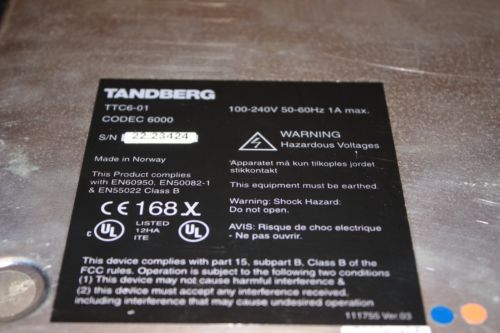 TANDBERG
TTC6-01
CODEC 6000
100-240V 50-60Hz 1A max.
S/N 22.23424
WARNING
Hazardous Voltages
Made in Norway
This Product complies
with EN60950, EN50082-1
& EN55022 Class B
"Apparatet må kun tilkoples jordet
stikkontakt
This equipment must be earthed.
Warning: Shock Hazard:
Do not open.
CE 168 X
c UL LISTED UL
12HA
ITE
AVIS: Risque de choc electrique
- Ne pas ouvrir.
This device complies with part 15, subpart B, Class B of the
FCC rules. Operation is subject to the following two conditions
(1) This device may not cause harmful interference and
(2) this device must accept any interference received,
including interference that may cause undesired operation
111755 Ver.03